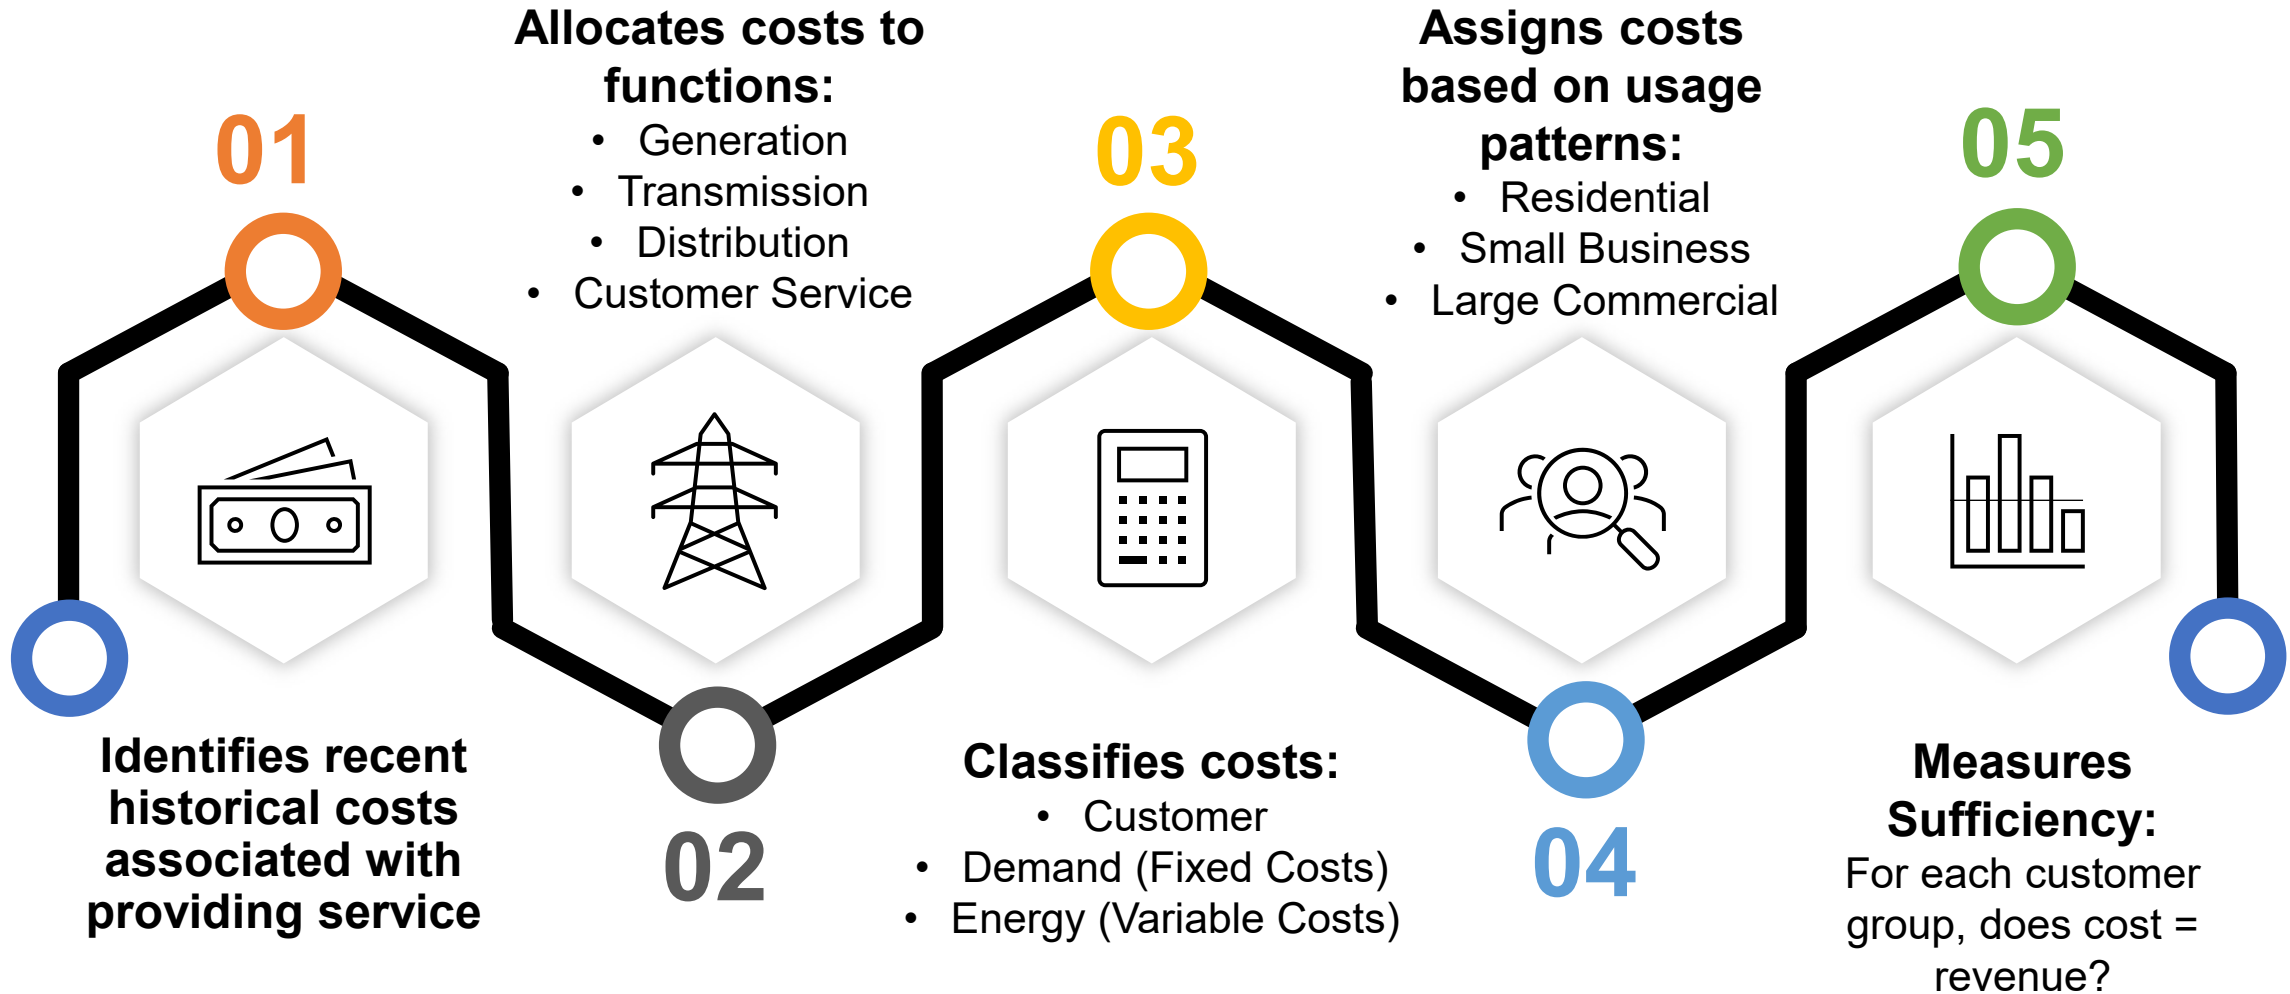 01
Identifies recent
historical costs
associated with
providing service
Allocates costs to
functions:
• Generation
• Transmission
• Distribution
• Customer Service
02
03
Classifies costs:
• Customer
• Demand (Fixed Costs)
• Energy (Variable Costs)
Assigns costs
based on usage
patterns:
• Residential
• Small Business
• Large Commercial
04
05
Measures
Sufficiency:
For each customer
group, does cost =
revenue?